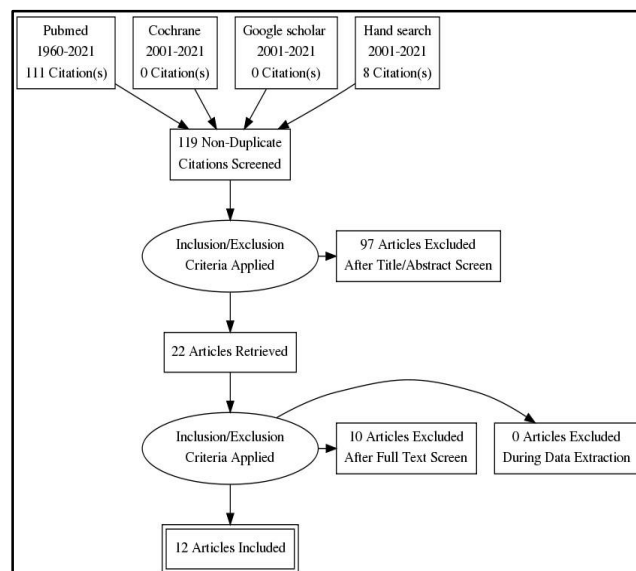 Pubmed
1960-2021
111 Citation(s)
Cochrane
2001-2021
0 Citation(s)
Google scholar
2001-2021
0 Citation(s)
Hand search
2001-2021
8 Citation(s)
119 Non-Duplicate
Citations Screened
Inclusion/Exclusion
Criteria Applied
97 Articles Excluded
After Title/Abstract Screen
22 Articles Retrieved
Inclusion/Exclusion
Criteria Applied
10 Articles Excluded
After Full Text Screen
0 Articles Excluded
During Data Extraction
12 Articles Included